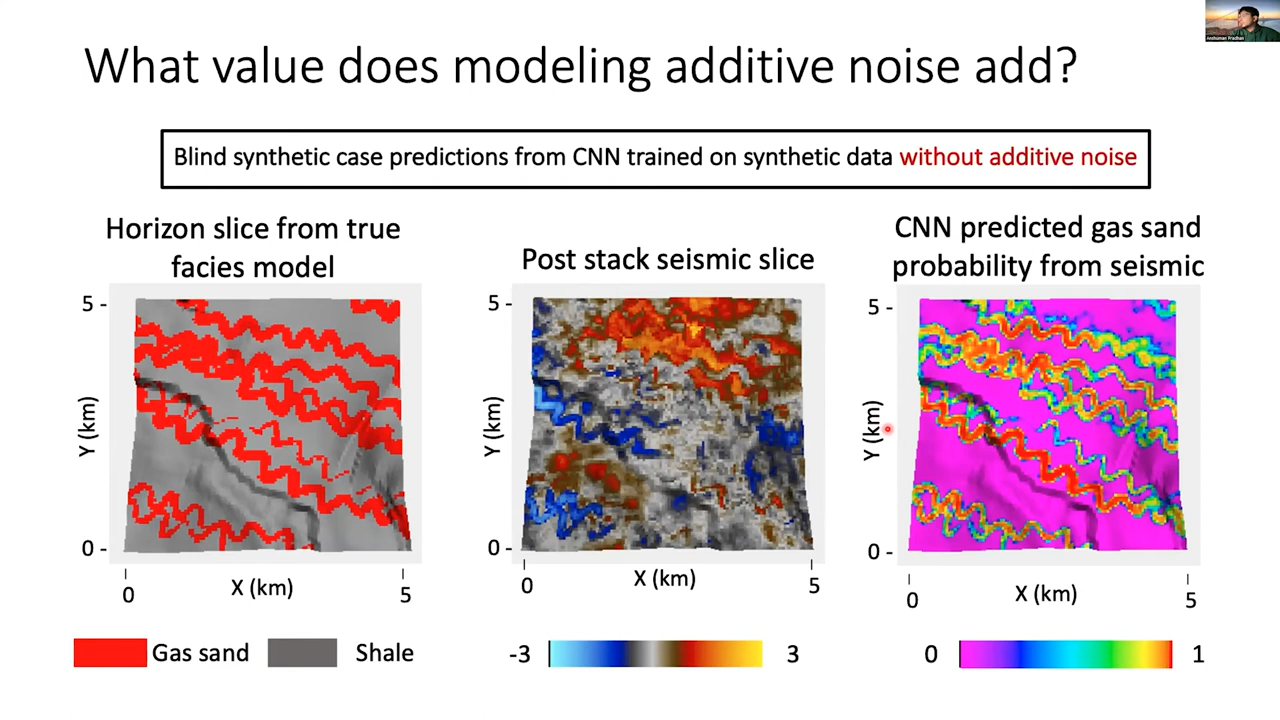 Anshuman Pradhan
What value does modeling additive noise add?
Blind synthetic case predictions from CNN trained on synthetic data without additive noise
Horizon slice from true
facies model
Post stack seismic slice
CNN predicted gas sand
probability from seismic
5
Y (km)
0
0
X (km)
5
5
Y (km)
0
0
X (km)
5
5
Y (km)
0
0
X (km)
5
Gas sand
Shale
-3
3
0
1